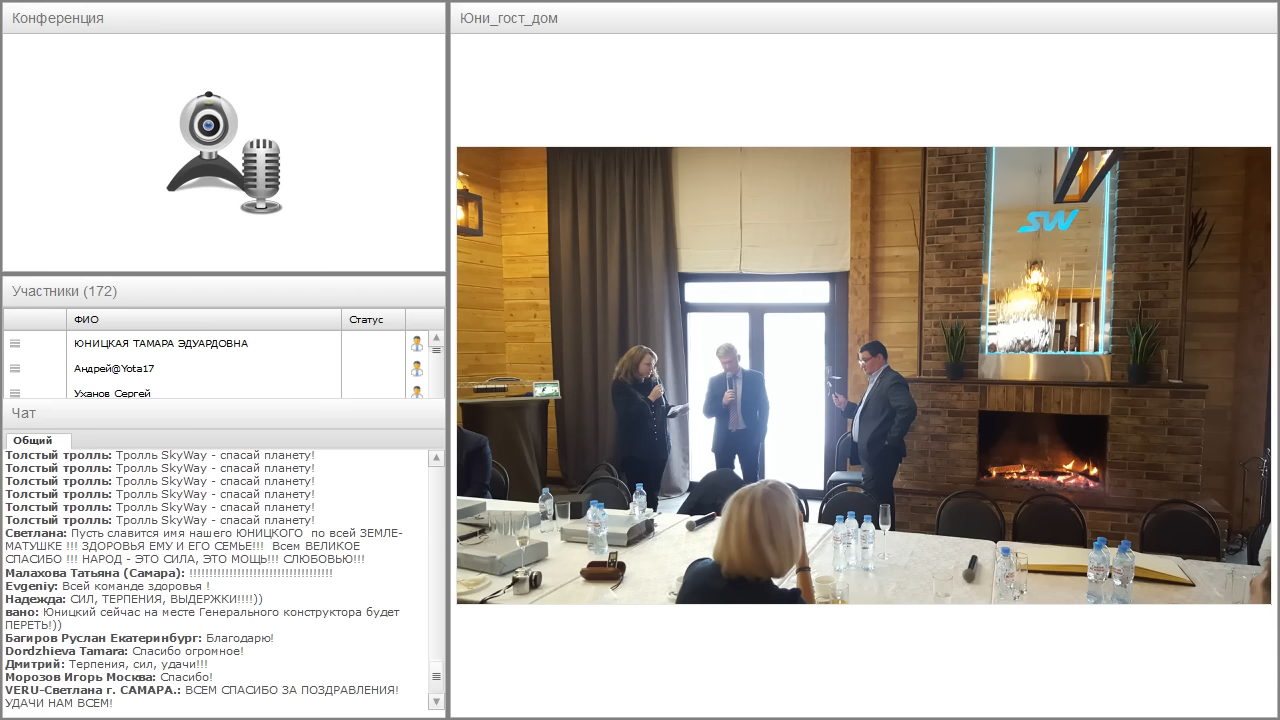 Конференция
Юни_гост_дом
SW
Участники (172)
ФИО
Статус
ЮНИЦКАЯ ТАМАРА ЭДУАРДОВНА
Андрей@Yota17
Уханов Сергей
Чат
Общий
Толстый тролль: Тролль SkyWay - спасай планету!
Толстый тролль: Тролль SkyWay - спасай планету!
Толстый тролль: Тролль SkyWay - спасай планету!
Толстый тролль: Тролль SkyWay - спасай планету!
Толстый тролль: Тролль SkyWay - спасай планету!
Толстый тролль: Тролль SkyWay - спасай планету!
Светлана: Пусть славится имя нашего ЮНИЦКОГО по всей ЗЕМЛЕ-
МАТУШКЕ !!! ЗДОРОВЬЯ ЕМУ И ЕГО СЕМЬЕ!!! Всем ВЕЛИКОЕ
СПАСИБО !!! НАРОД - ЭТО СИЛА, ЭТО МОЩЬ!!! СЛЮБОВЬЮ!!!
Малахова Татьяна (Самара): !!!!!!!!!!!!!!!!!!!!!!!!!!!!!!!!!!!!
Evgeniy: Всей команде здоровья !
Надежда: СИЛ, ТЕРПЕНИЯ, ВЫДЕРЖКИ!!!!))
вано: Юницкий сейчас на месте Генерального конструктора будет
ПЕРЕТЬ!))
Багиров Руслан Екатеринбург: Благодарю!
Dordzhieva Tamara: Спасибо огромное!
Дмитрий: Терпения, сил, удачи!!!
Морозов Игорь Москва: Спасибо!
VERU-Светлана г. САМАРА.: ВСЕМ СПАСИБО ЗА ПОЗДРАВЛЕНИЯ!
УДАЧИ НАМ ВСЕМ!